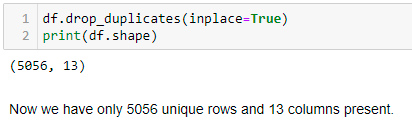 1 df.drop_duplicates(inplace=True)
2 print(df.shape)
(5056, 13)
Now we have only 5056 unique rows and 13 columns present.